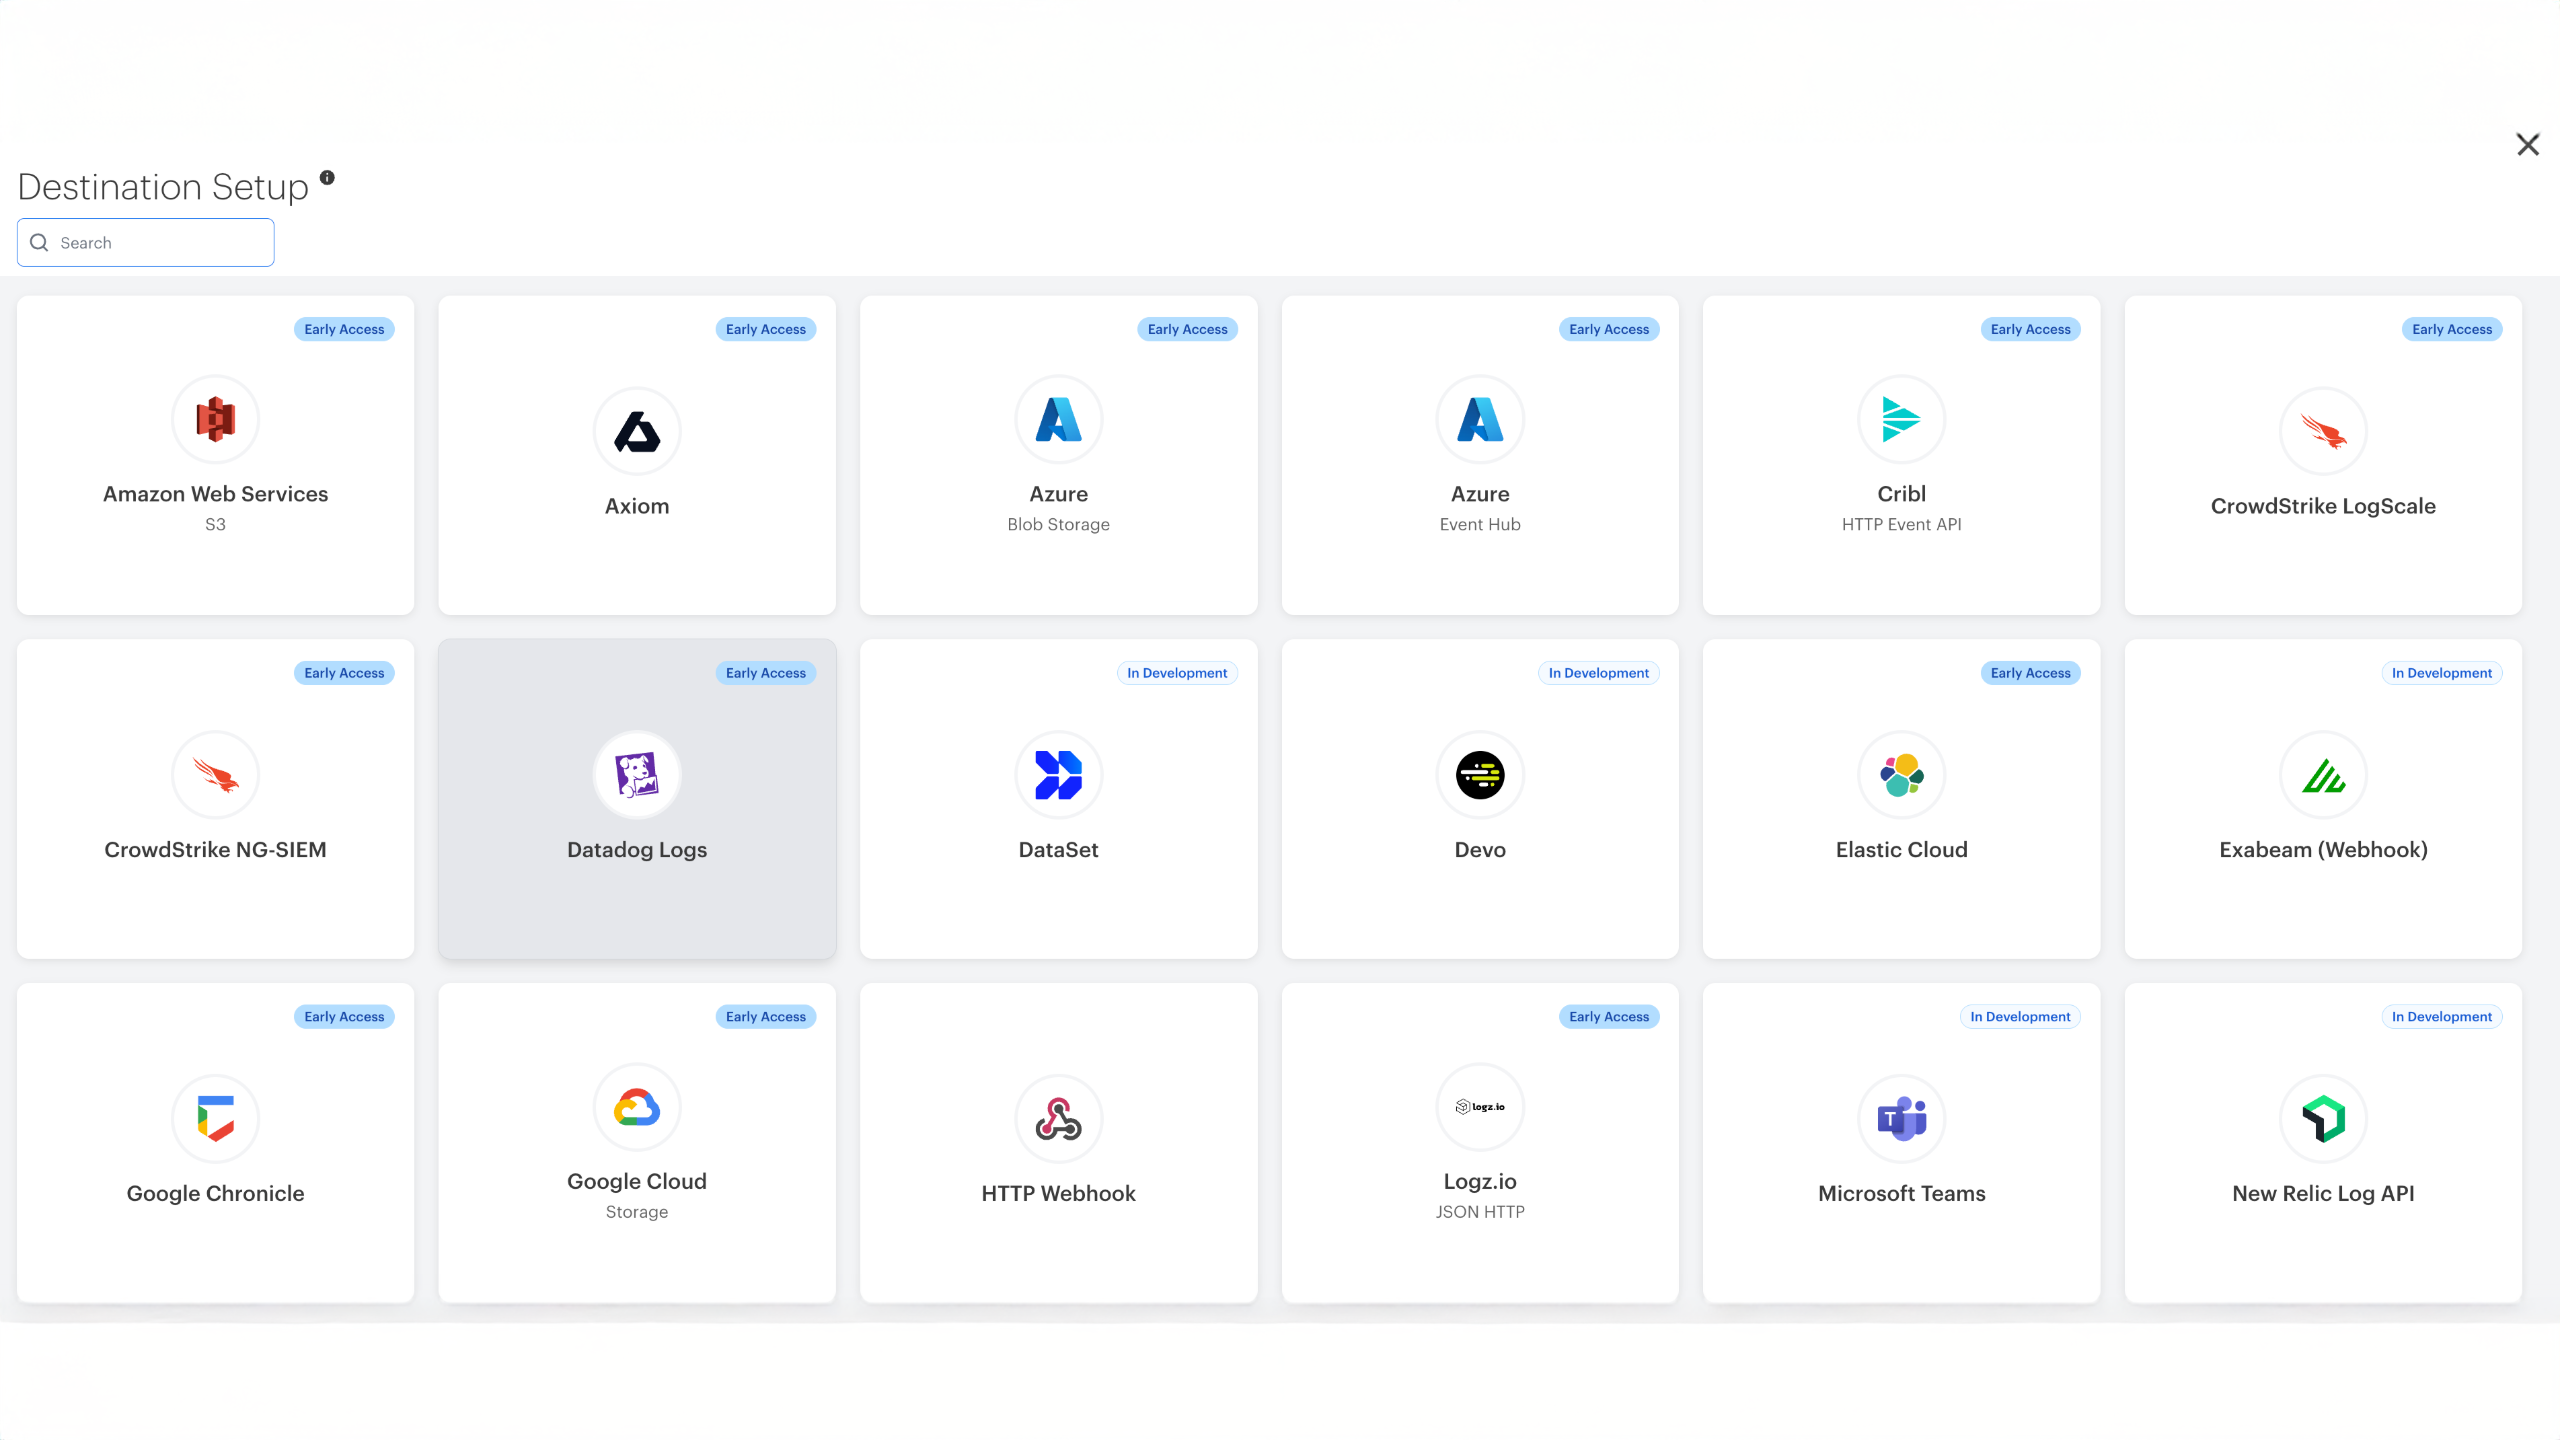 Destination Setup
Search
Early Access
Amazon Web Services
S3
Early Access
Axiom
Early Access
Azure
Blob Storage
Early Access
Azure
Event Hub
Early Access
Cribl
HTTP Event API
Early Access
CrowdStrike LogScale
Early Access
CrowdStrike NG-SIEM
Early Access
Datadog Logs
In Development
DataSet
In Development
Devo
Early Access
Elastic Cloud
In Development
Exabeam (Webhook)
Early Access
Google Chronicle
Early Access
Google Cloud
Storage
HTTP Webhook
Early Access
logz.io
Logz.io
JSON HTTP
In Development
T
Microsoft Teams
In Development
New Relic Log API